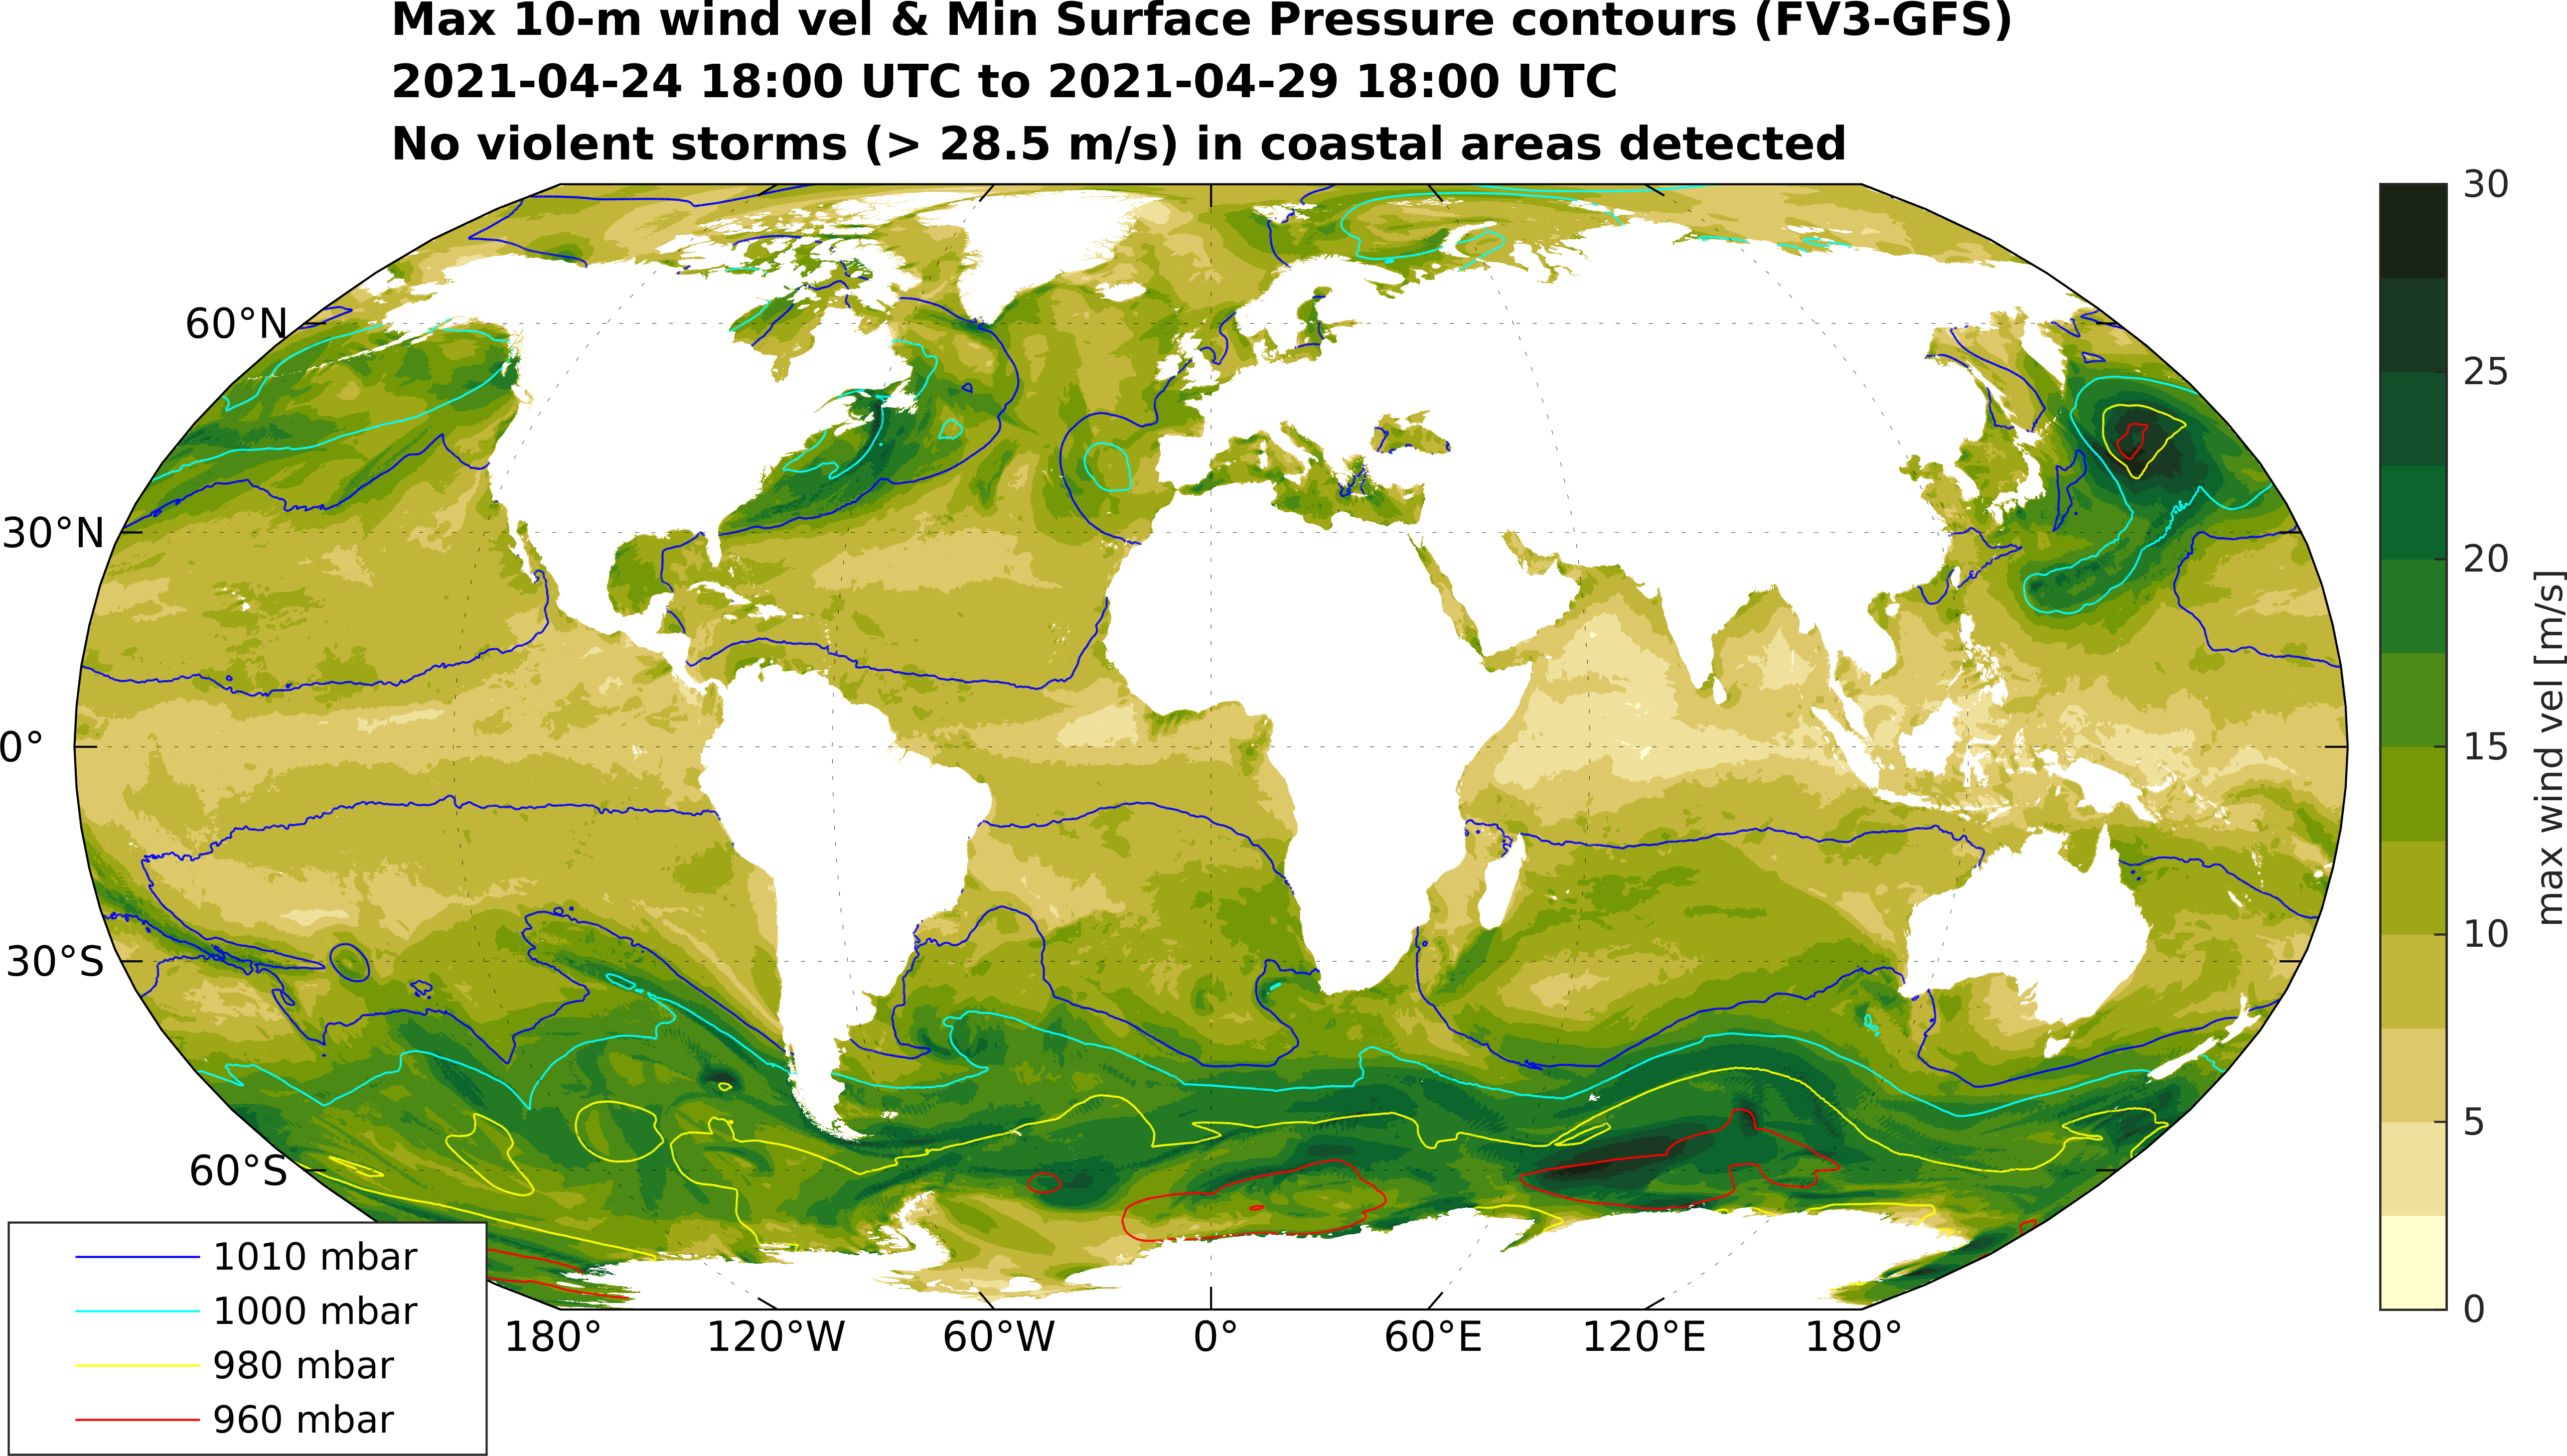 Max 10-m wind vel & Min Surface Pressure contours (FV3-GFS)
2021-04-24 18:00 UTC to 2021-04-29 18:00 UTC
No violent storms (> 28.5 m/s) in coastal areas detected
60°N
30°N
0°
30°S
60°S
180°
120°W
60°W
0°
60°E
120°E
180°
1010 mbar
1000 mbar
980 mbar
960 mbar
30
25
20
15
10
5
0
max wind vel [m/s]